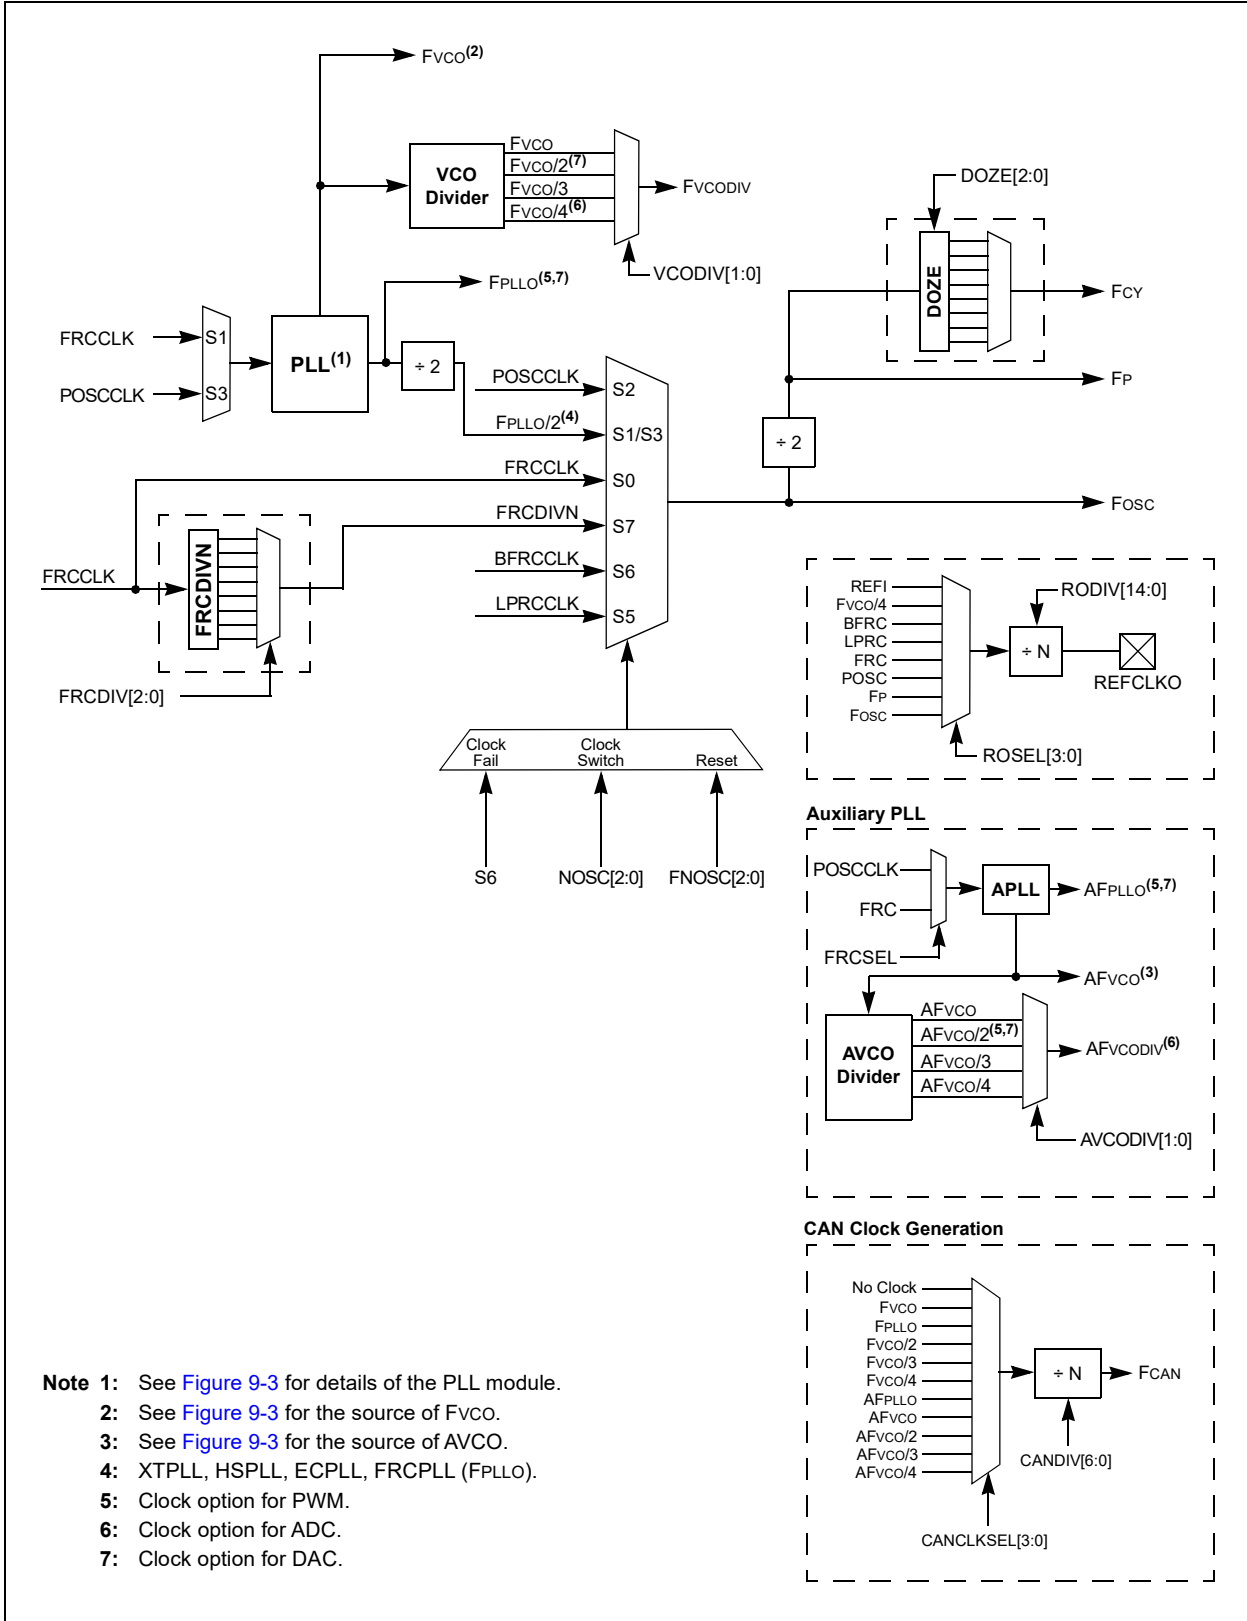 FVCO(2)
VCO
Divider
FVCO
FVCO/2(7)
FVCO/3
FVCO/4(6)
FVCODIV
VCODIV[1:0]
DOZE[2:0]
DOZE
FCY
FP
÷ 2
FOSC
FPLLO(5,7)
FRCCLK
POSCCLK
S1
S3
PLL(1)
÷ 2
POSCCLK
S2
FPLLO/2(4)
S1/S3
FRCCLK
S0
FRCDIVN
S7
BFRCCLK
S6
LPRCCLK
S5
FRCCLK
FRCDIVN
FRCDIV[2:0]
Clock
Fail
Clock
Switch
Reset
S6
NOSC[2:0]
FNOSC[2:0]
REFI
FVCO/4
BFRC
LPRC
FRC
POSC
FP
FOSC
RODIV[14:0]
÷ N
REFCLKO
ROSEL[3:0]
Auxiliary PLL
POSCCLK
FRC
FRCSEL
APLL
AFPLLO(5,7)
AFVCO(3)
AVCO
Divider
AFVCO
AFVCO/2(5,7)
AFVCO/3
AFVCO/4
AFVCODIV(6)
AVCODIV[1:0]
CAN Clock Generation
No Clock
FVCO
FPLLO
FVCO/2
FVCO/3
FVCO/4
AFPLLO
AFVCO
AFVCO/2
AFVCO/3
AFVCO/4
÷ N
FCAN
CANDIV[6:0]
CANCLKSEL[3:0]
Note 1: See Figure 9-3 for details of the PLL module.
2: See Figure 9-3 for the source of FVCO.
3: See Figure 9-3 for the source of AVCO.
4: XTPLL, HSPLL, ECPLL, FRCPLL (FPLLO).
5: Clock option for PWM.
6: Clock option for ADC.
7: Clock option for DAC.